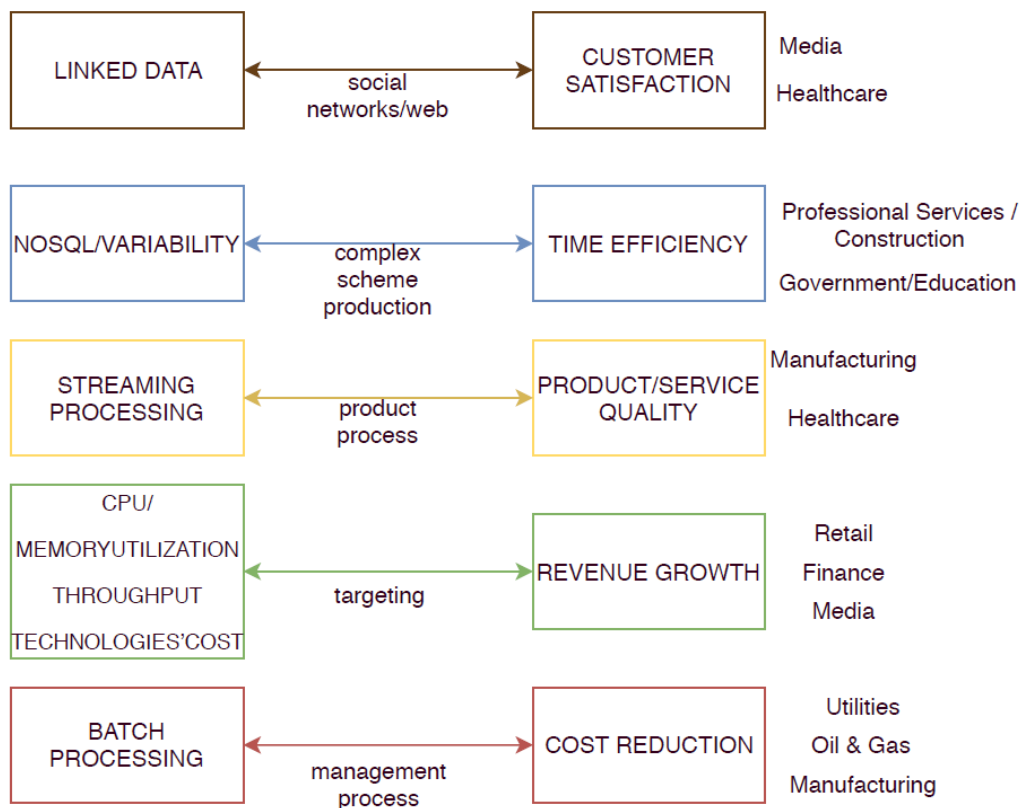 LINKED DATA
social
networks/web
CUSTOMER
SATISFACTION
Media
Healthcare
NOSQL/VARIABILITY
complex
scheme
production
TIME EFFICIENCY
Professional Services /
Construction
Government/Education
STREAMING
PROCESSING
product
process
PRODUCT/SERVICE
QUALITY
Manufacturing
Healthcare
CPU/
MEMORYUTILIZATION
THROUGHPUT
TECHNOLOGIES'COST
targeting
REVENUE GROWTH
Retail
Finance
Media
BATCH
PROCESSING
management
process
COST REDUCTION
Utilities
Oil & Gas
Manufacturing